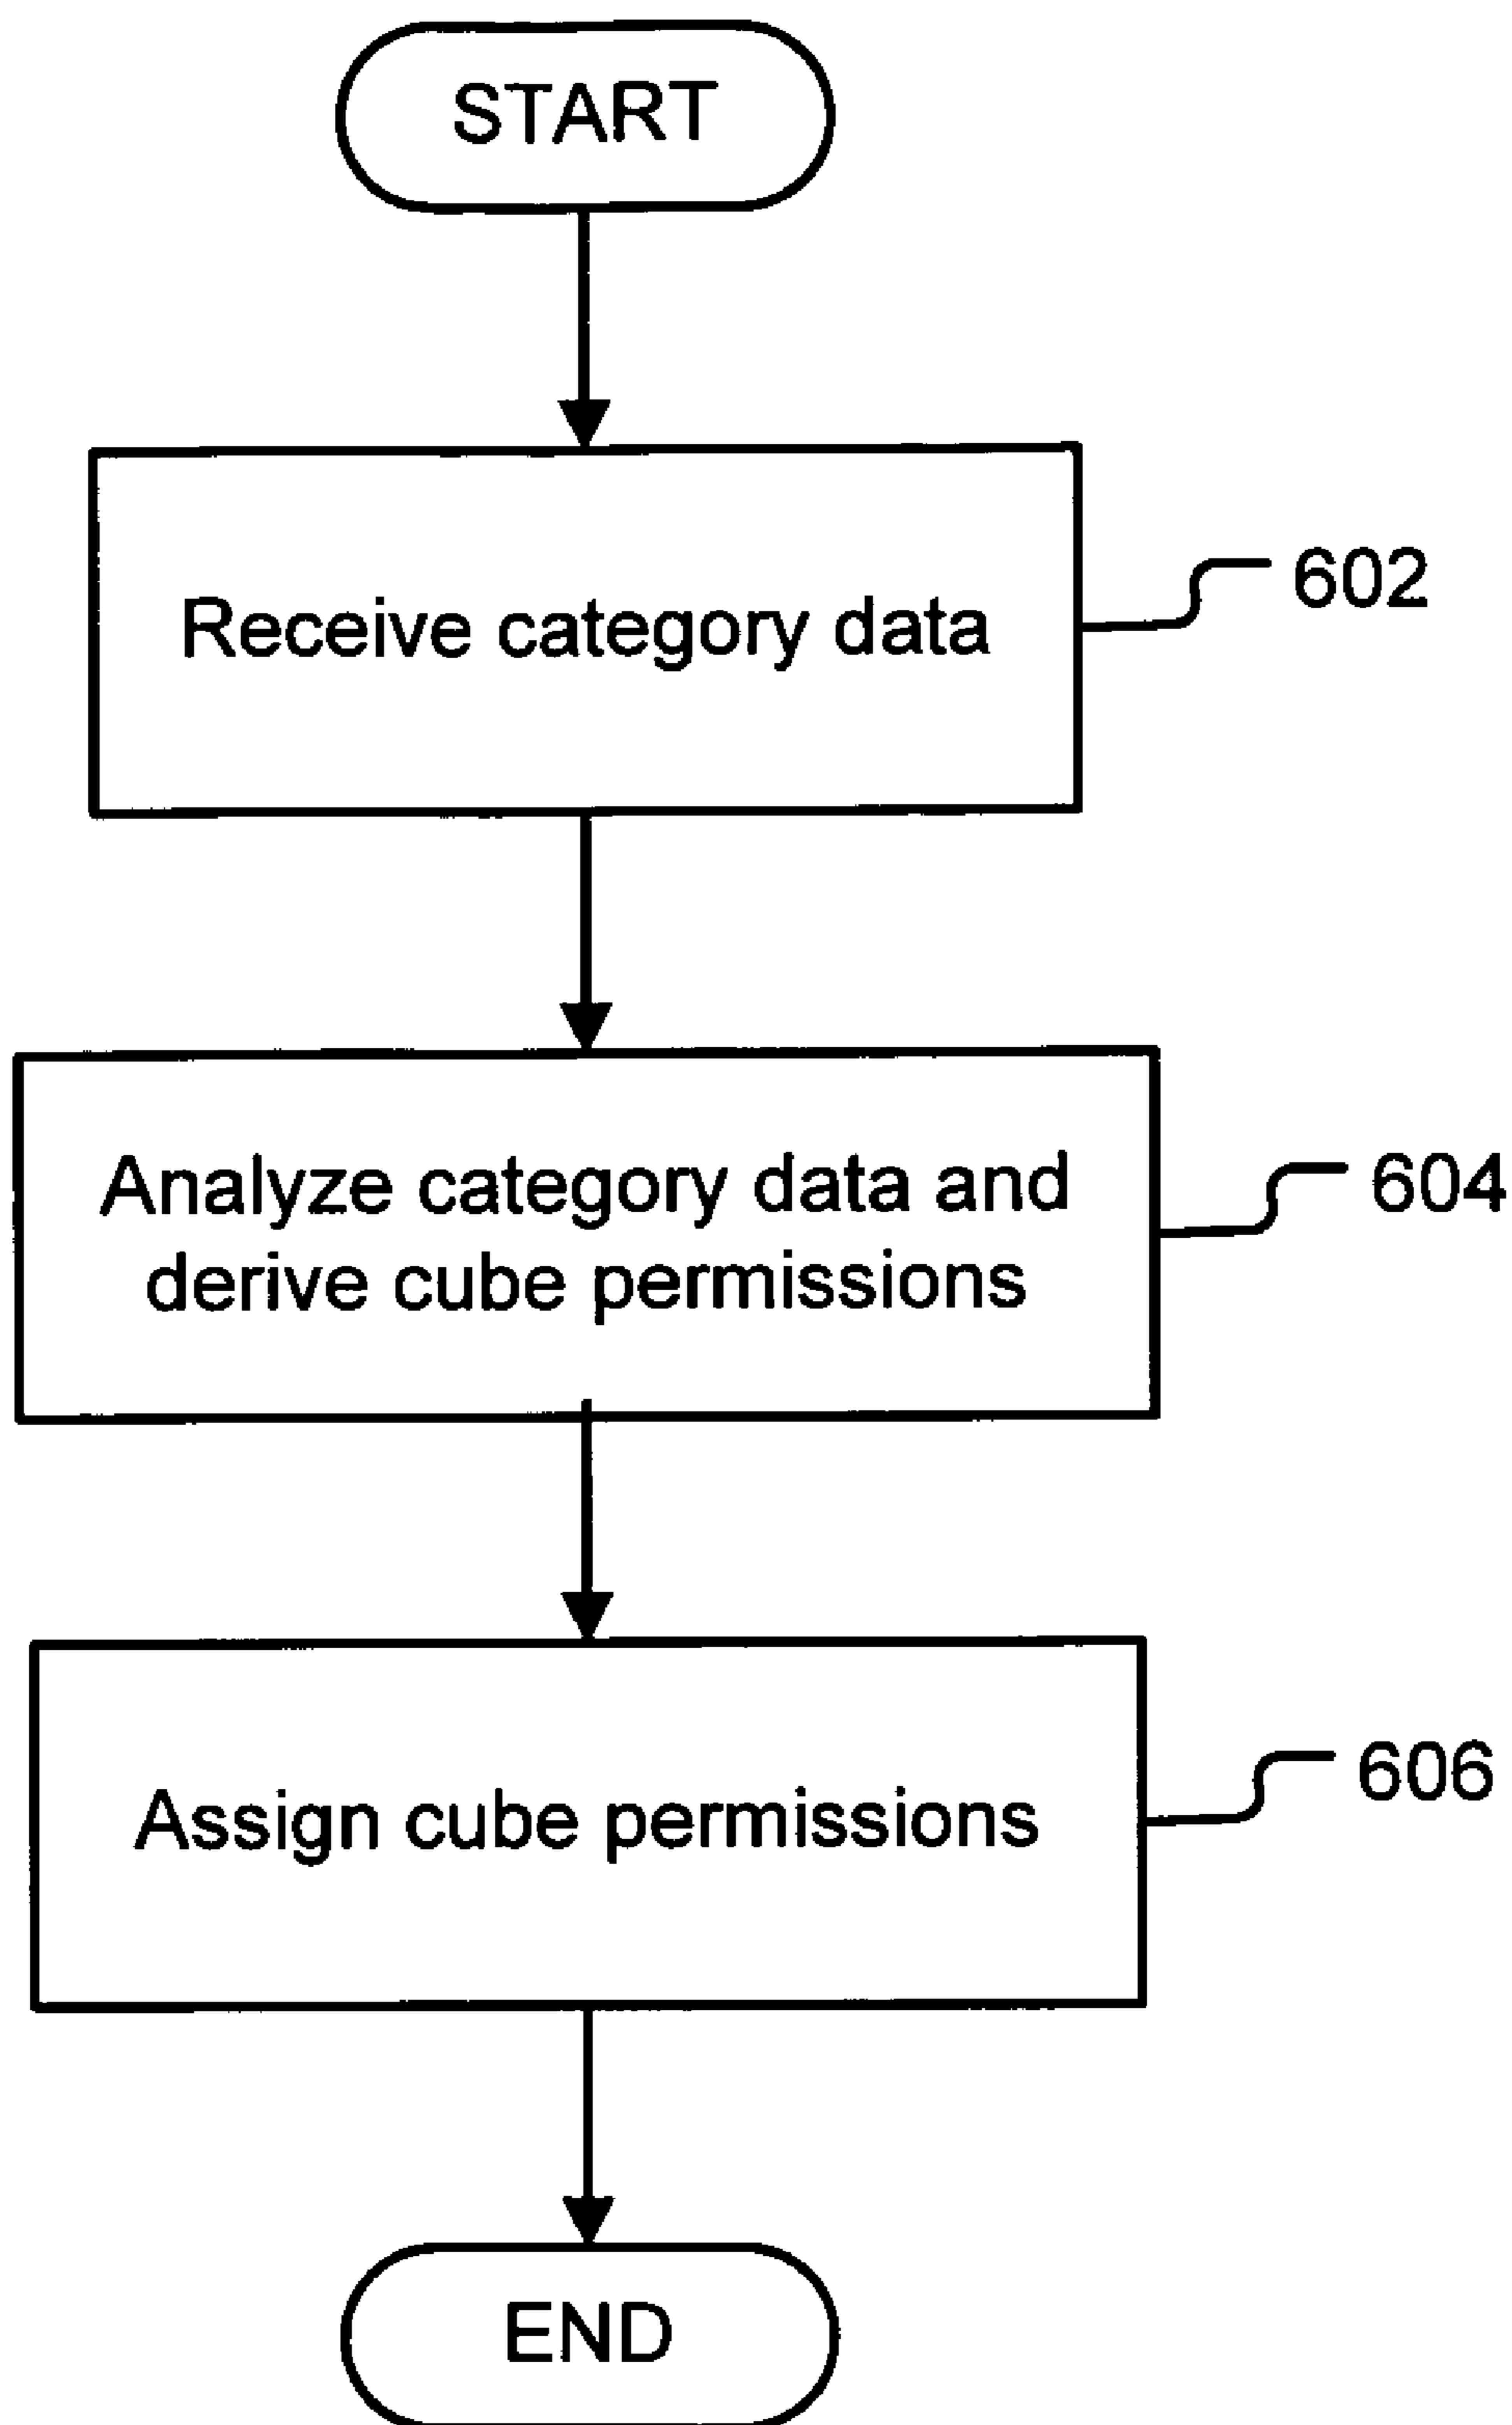 START
Receive category data
602
Analyze category data and
derive cube permissions
604
Assign cube permissions
606
END